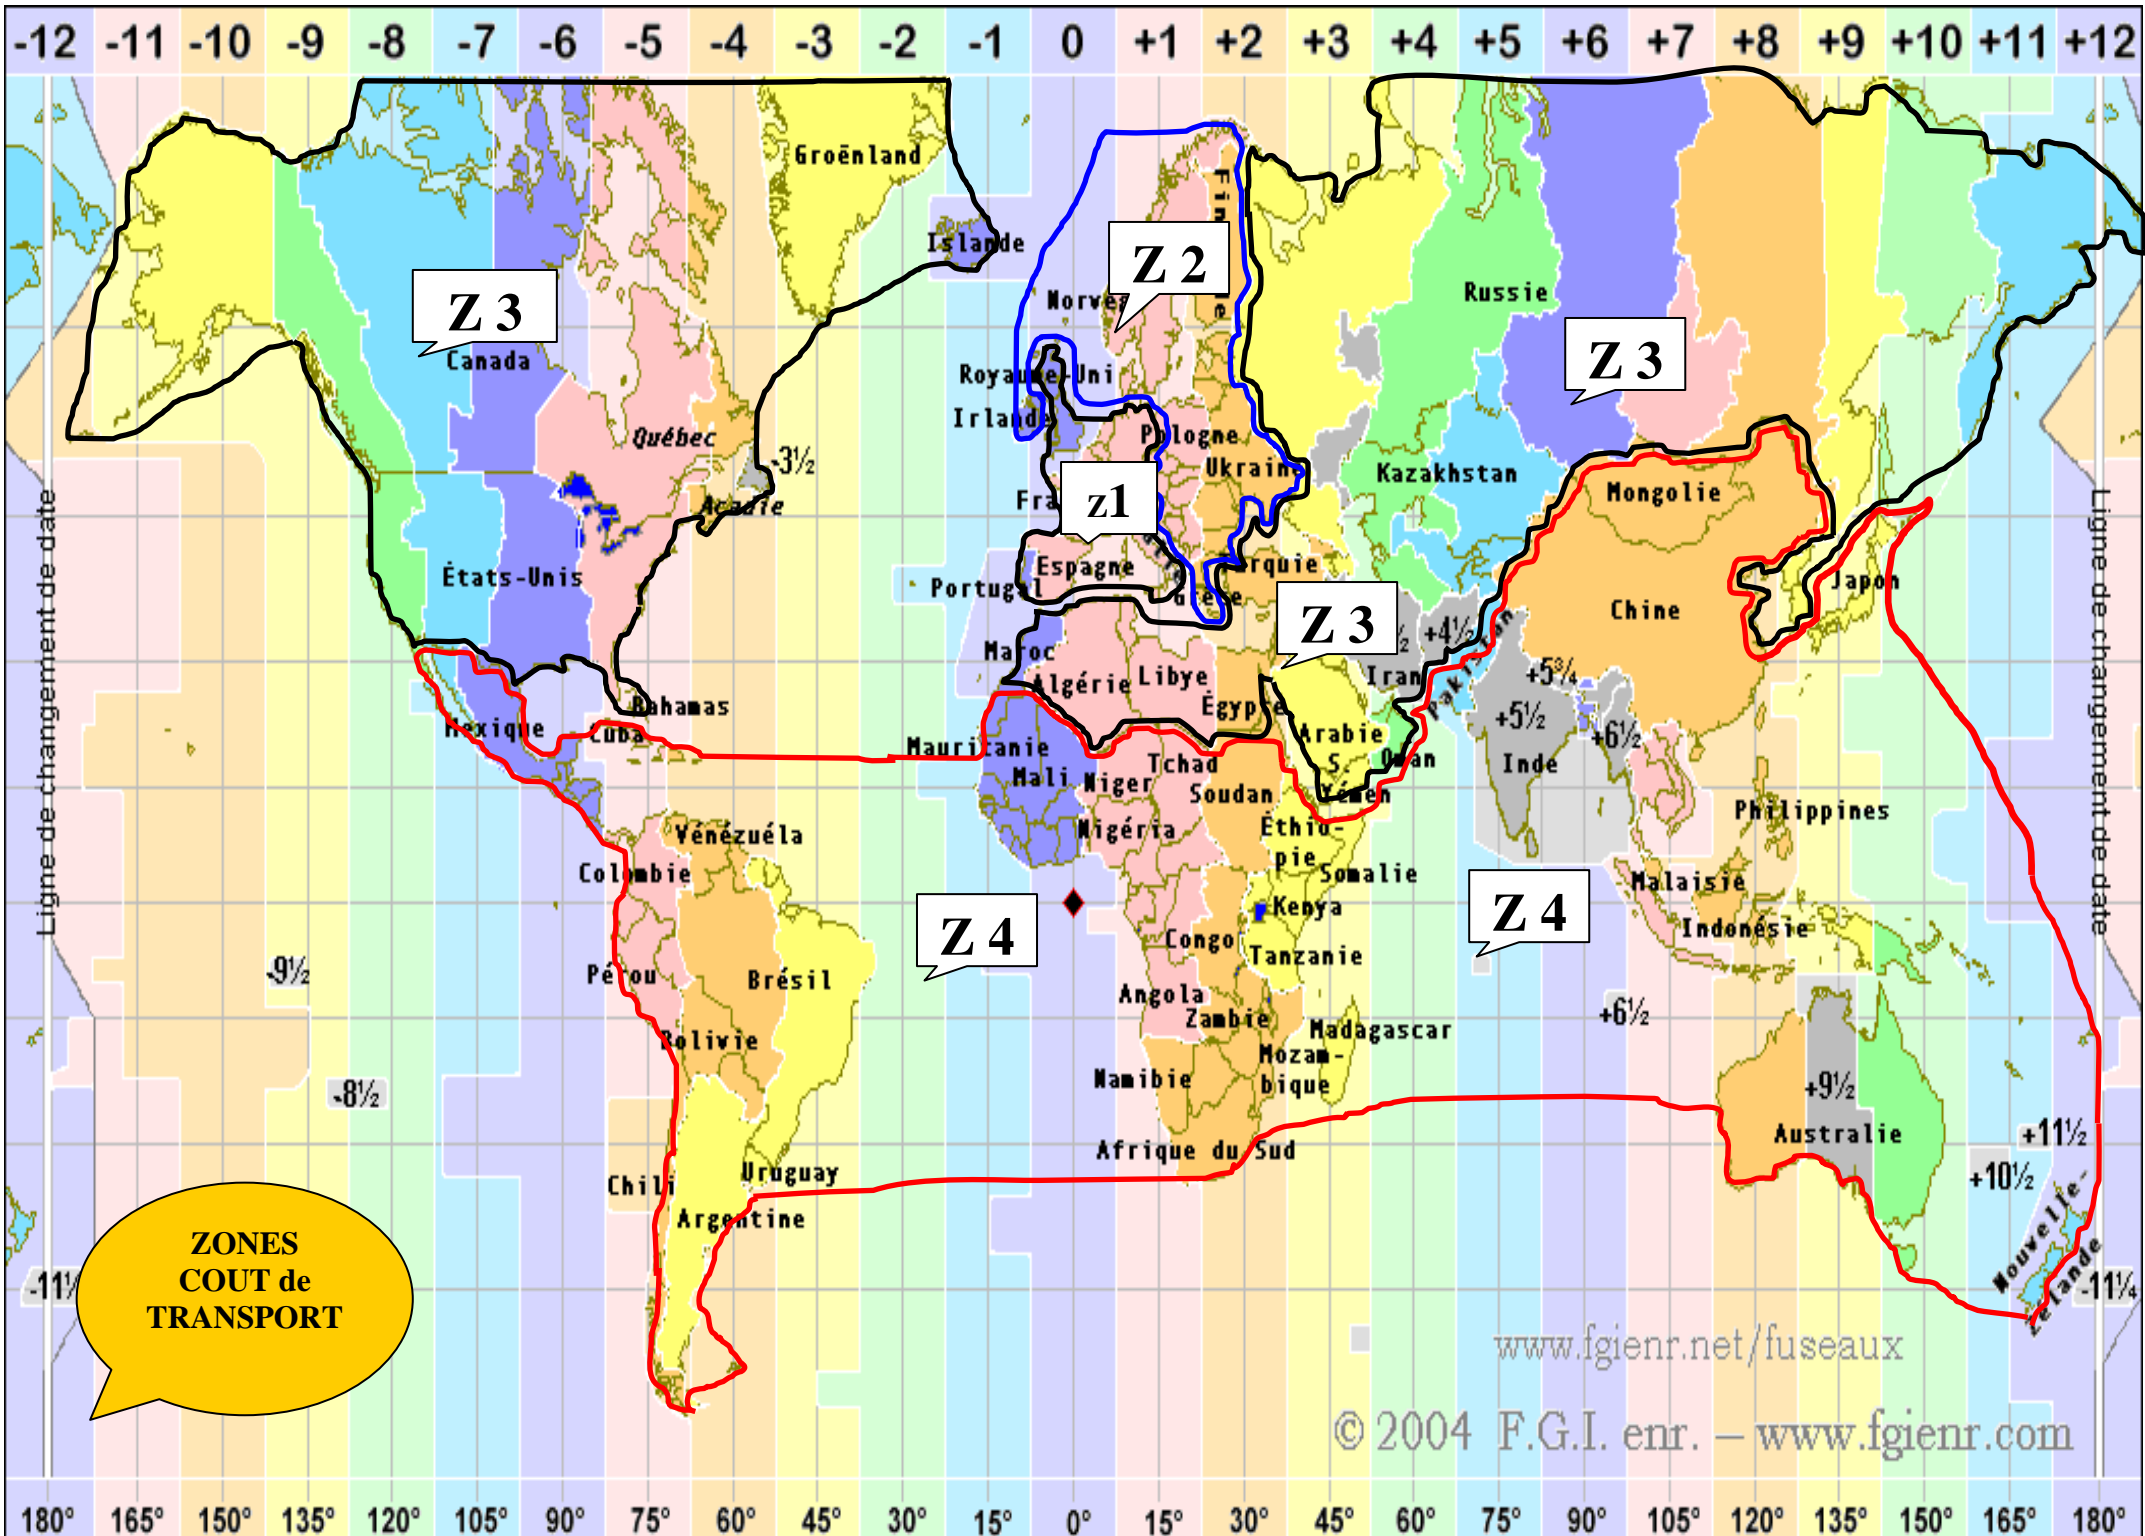 -12 -11 -10 -9 -8 -7 -6 -5 -4 -3 -2 -1 0 +1 +2 +3 +4 +5 +6 +7 +8 +9 +10 +11 +12
Groënland
Islande
Z 2
Z 3
Canada
Norvè
Russie
Z 3
Royaume-Uni
Irlande
Québec
-3½
Acadie
Pologne
Ukraine
Kazakhstan
Mongolie
Fra
z1
États-Unis
Portugal
Espagne
Turquie
Grèce
Z 3
+4½
Chine
Japon
Ligne de changement de date
Ligne de changement de date
Maroc
Algérie
Libye
Égypte
Iran
Pakistan
+5¾
+5½
+6½
Bahamas
Mexique
Cuba
Mauritanie
Mali
Niger
Tchad
Soudan
Arabie
S.
Oman
Yémen
Inde
Nigéria
Éthio-
pie
Somalie
Philippines
Vénézuéla
Colombie
Z 4
Kenya
Z 4
Malaisie
Indonésie
Congo
Tanzanie
-9½
Pérou
Brésil
Angola
Zambie
Madagascar
+6½
Bolivie
Mozam-
bique
Namibie
-8½
+9½
Australie
+11½
+10½
Afrique du Sud
Chili
Uruguay
Argentine
Nouvelle-
Zélande
-11¼
ZONES
COUT de
TRANSPORT
www.fgienr.net/fuseaux
© 2004 F.G.I. enr. – www.fgienr.com
180° 165° 150° 135° 120° 105° 90° 75° 60° 45° 30° 15° 0° 15° 30° 45° 60° 75° 90° 105° 120° 135° 150° 165° 180°